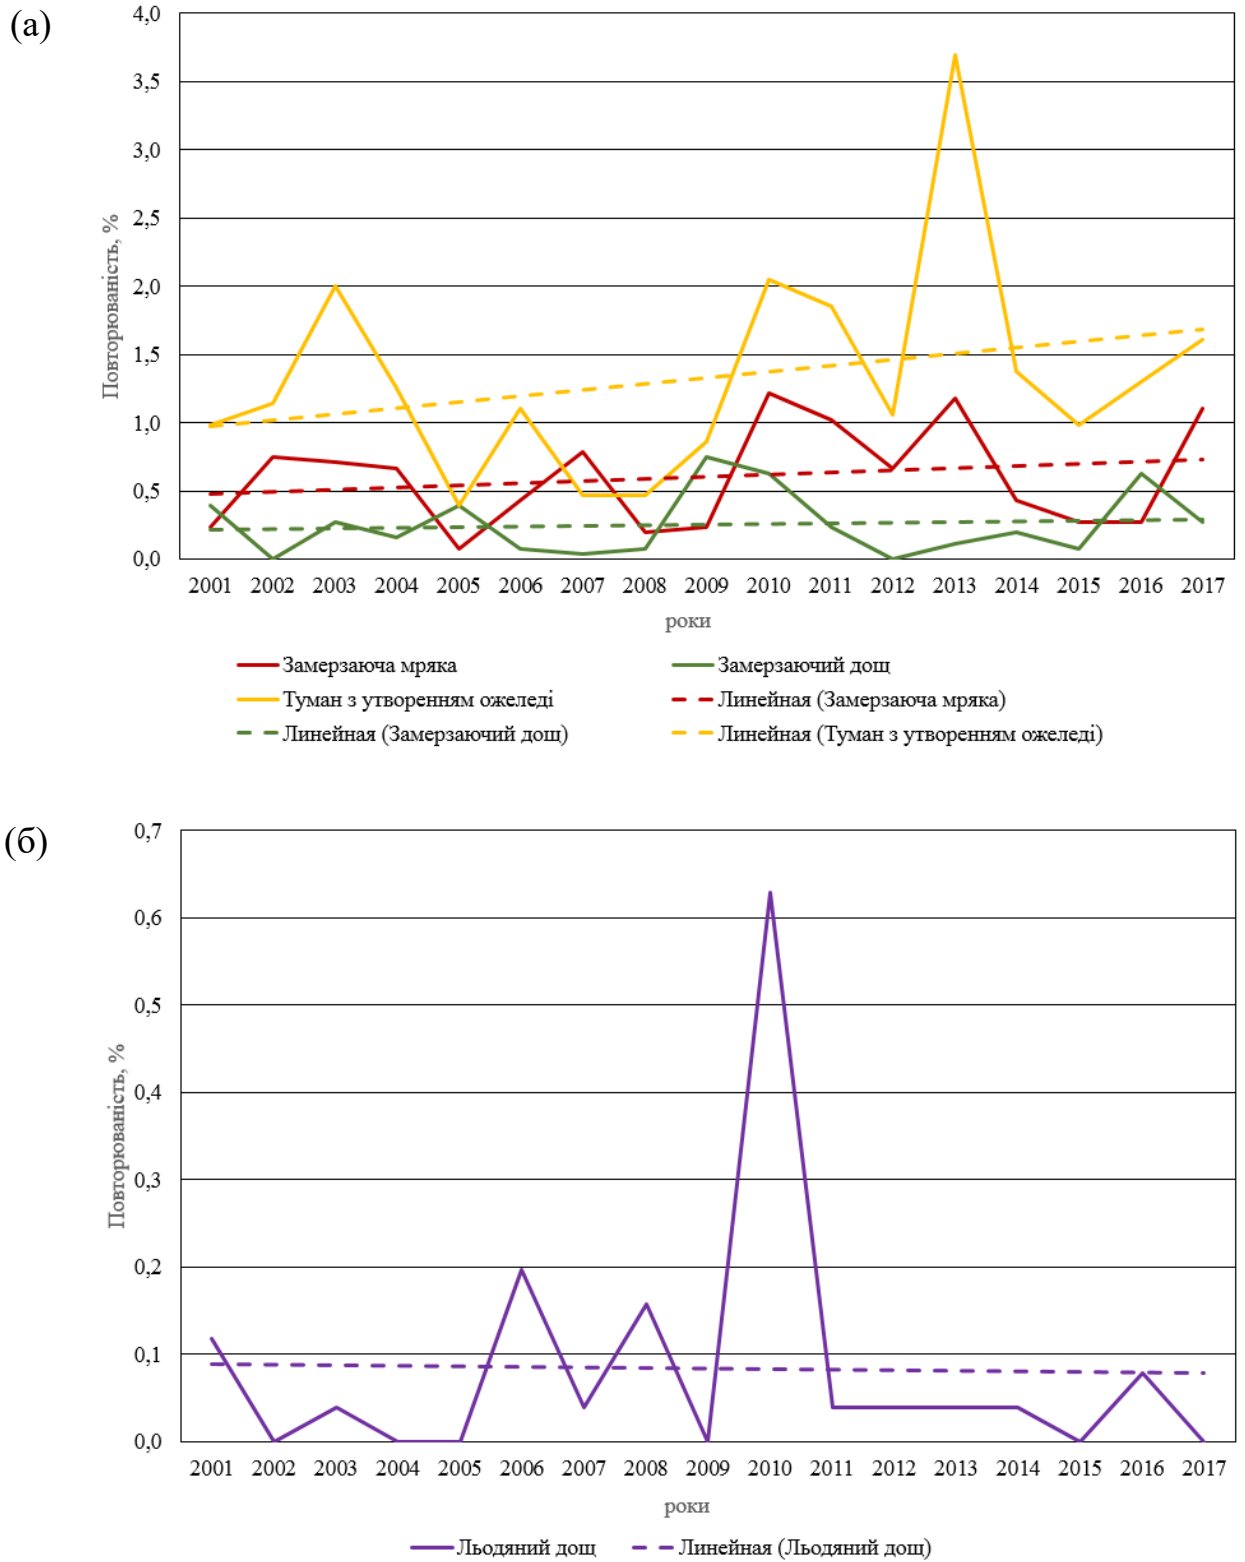 (а)
4,0
3,5
3,0
2,5
2,0
1,5
1,0
0,5
0,0
Повторюваність, %
2001 2002 2003 2004 2005 2006 2007 2008 2009 2010 2011 2012 2013 2014 2015 2016 2017
роки
Замерзаюча мряка Замерзаючий дощ
Туман з утворенням ожеледі Линейная (Замерзаюча мряка)
Линейная (Замерзаючий дощ) Линейная (Туман з утворенням ожеледі)
(б)
0,7
0,6
0,5
0,4
0,3
0,2
0,1
0,0
Повторюваність, %
2001 2002 2003 2004 2005 2006 2007 2008 2009 2010 2011 2012 2013 2014 2015 2016 2017
роки
Льодяний дощ Линейная (Льодяний дощ)